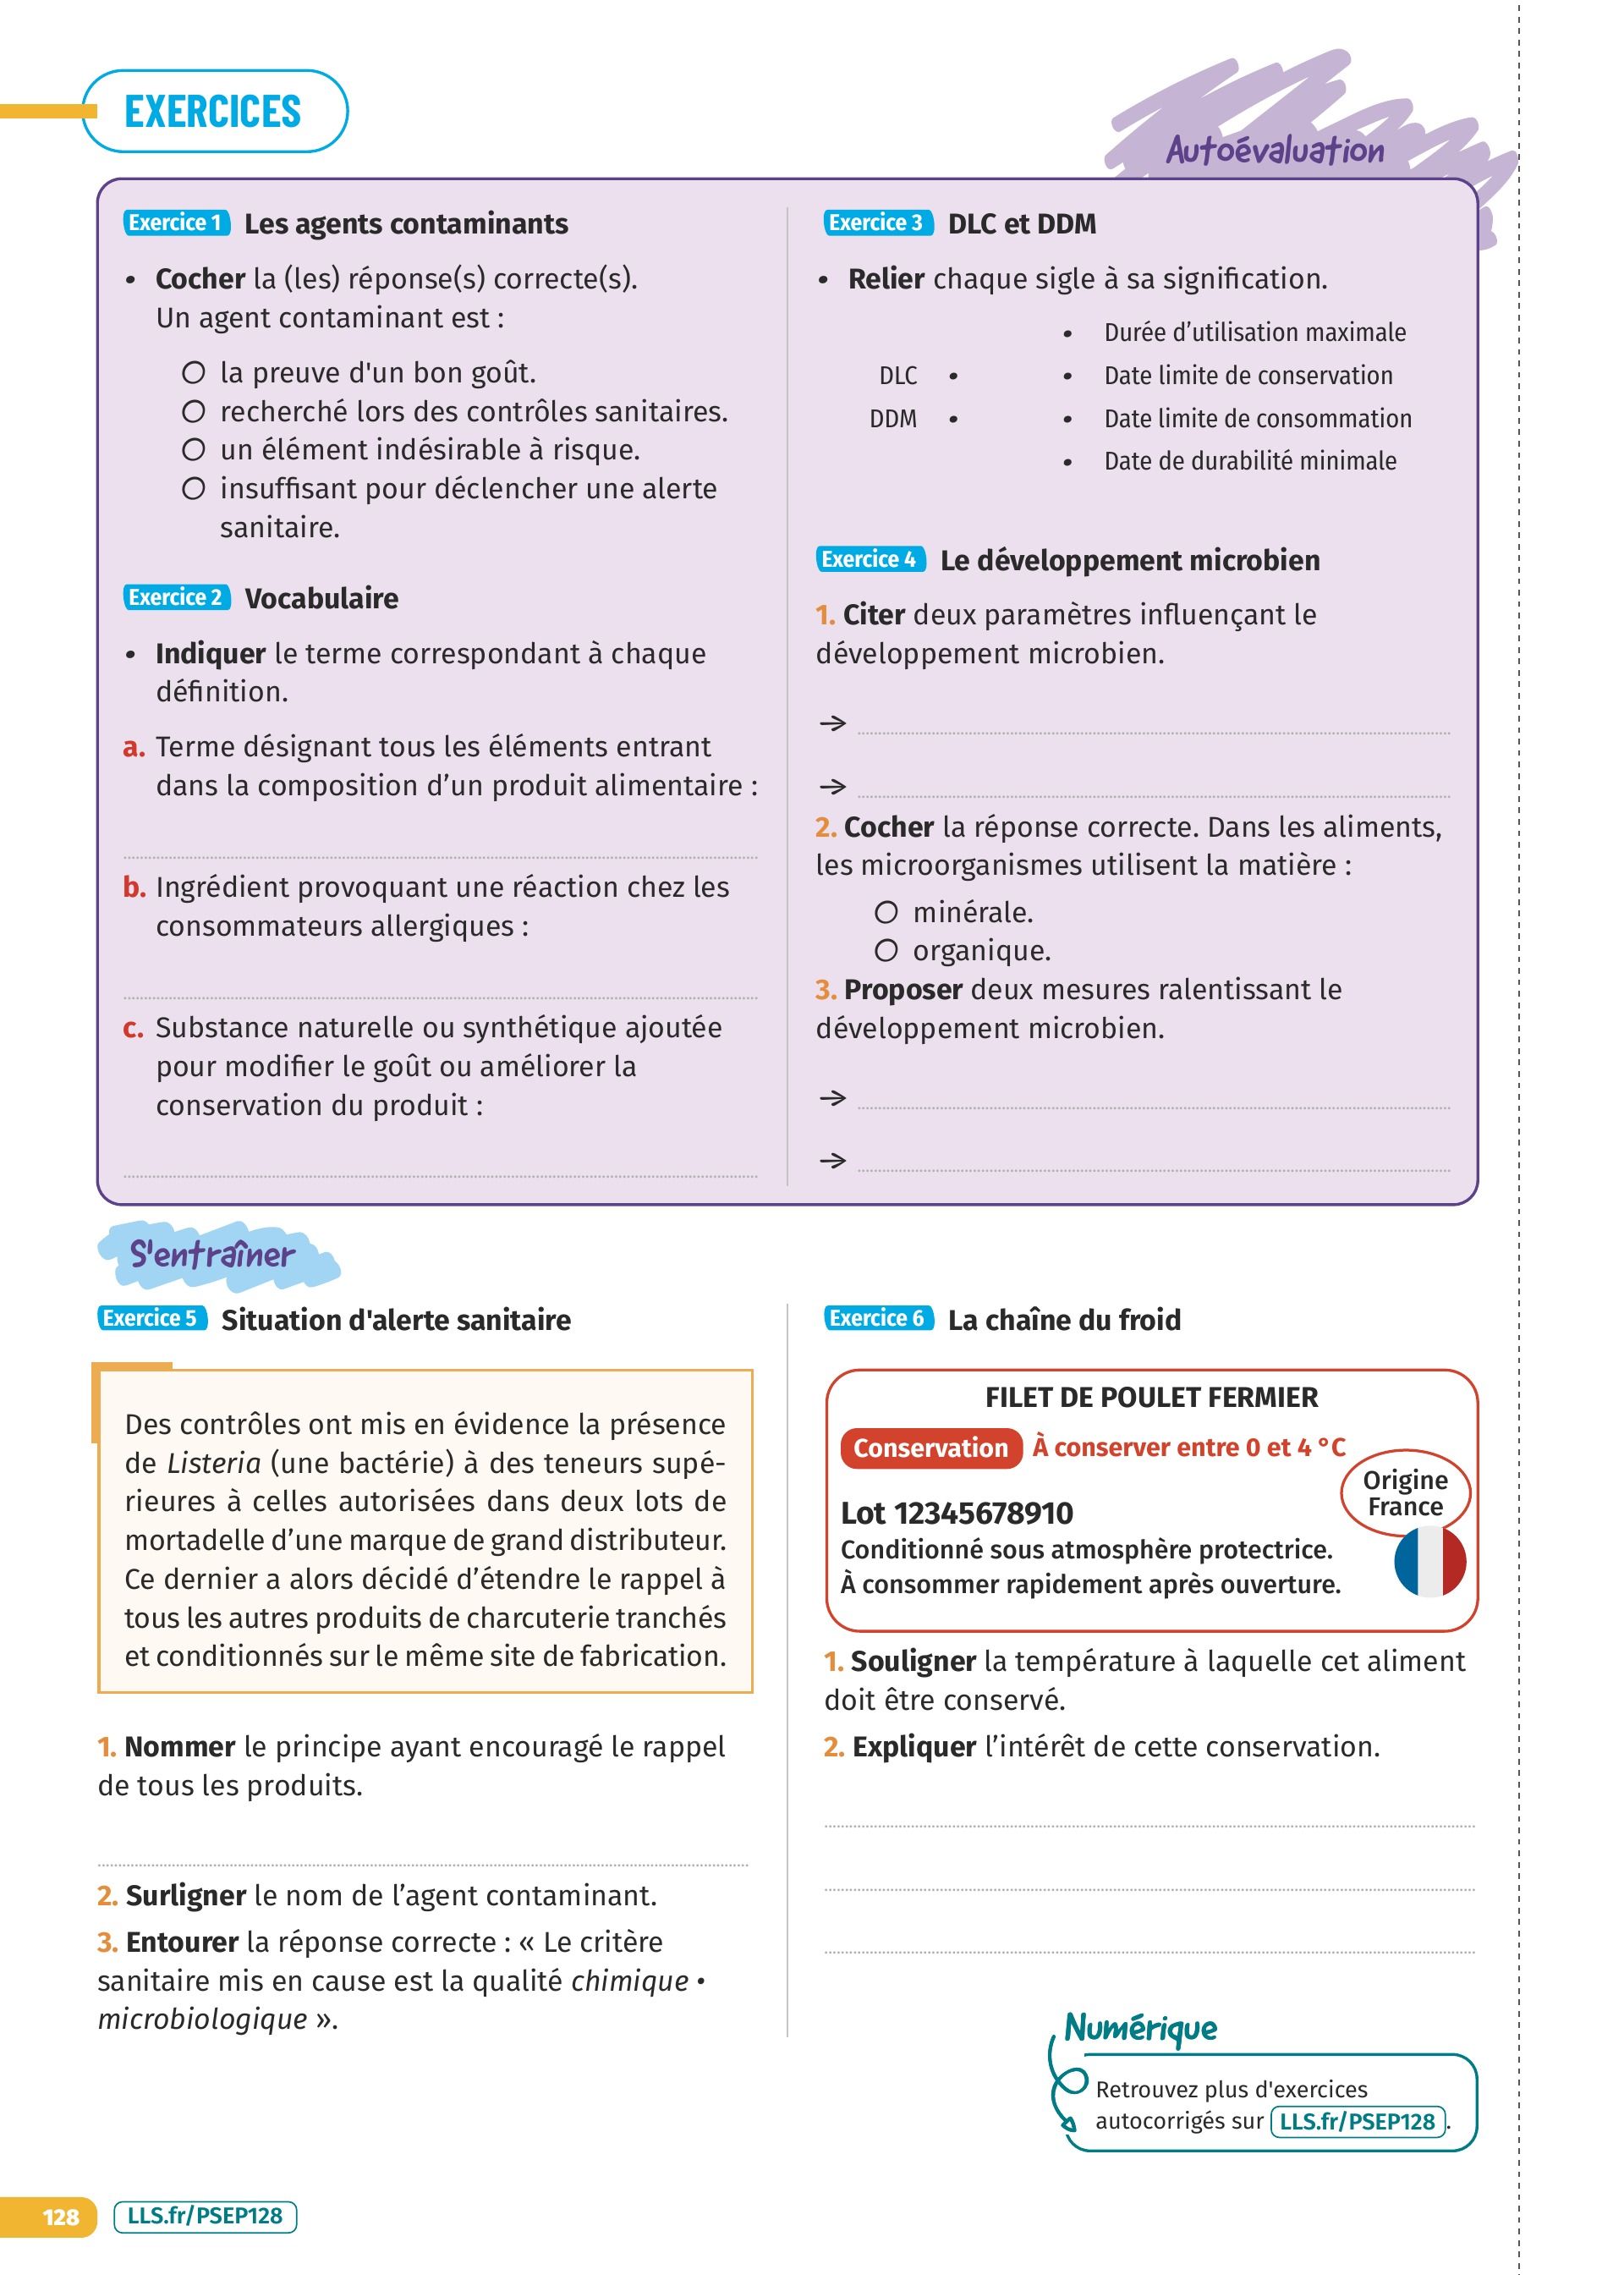 EXERCICES
Autoévaluation
Exercice 1 Les agents contaminants
• Cocher la (les) réponse(s) correcte(s).
Un agent contaminant est :
la preuve d'un bon goût.
recherché lors des contrôles sanitaires.
un élément indésirable à risque.
insuffisant pour déclencher une alerte
sanitaire.
Exercice 2 Vocabulaire
• Indiquer le terme correspondant à chaque
définition.
a. Terme désignant tous les éléments entrant
dans la composition d’un produit alimentaire :
b. Ingrédient provoquant une réaction chez les
consommateurs allergiques :
c. Substance naturelle ou synthétique ajoutée
pour modifier le goût ou améliorer la
conservation du produit :
Exercice 3 DLC et DDM
• Relier chaque sigle à sa signification.
• Durée d’utilisation maximale
DLC • • Date limite de conservation
DDM • • Date limite de consommation
• Date de durabilité minimale
Exercice 4 Le développement microbien
1. Citer deux paramètres influençant le
développement microbien.
→
→
2. Cocher la réponse correcte. Dans les aliments,
les microorganismes utilisent la matière :
minérale.
organique.
3. Proposer deux mesures ralentissant le
développement microbien.
→
→
S'entraîner
Exercice 5 Situation d'alerte sanitaire
Des contrôles ont mis en évidence la présence
de Listeria (une bactérie) à des teneurs supé-
rieures à celles autorisées dans deux lots de
mortadelle d’une marque de grand distributeur.
Ce dernier a alors décidé d’étendre le rappel à
tous les autres produits de charcuterie tranchés
et conditionnés sur le même site de fabrication.
1. Nommer le principe ayant encouragé le rappel
de tous les produits.
2. Surligner le nom de l’agent contaminant.
3. Entourer la réponse correcte : « Le critère
sanitaire mis en cause est la qualité chimique •
microbiologique ».
Exercice 6 La chaîne du froid
FILET DE POULET FERMIER
Conservation À conserver entre 0 et 4 °C
Origine
France
Lot 12345678910
Conditionné sous atmosphère protectrice.
À consommer rapidement après ouverture.
1. Souligner la température à laquelle cet aliment
doit être conservé.
2. Expliquer l’intérêt de cette conservation.
Numérique
Retrouvez plus d'exercices
autocorrigés sur LLS.fr/PSEP128.
128 LLS.fr/PSEP128